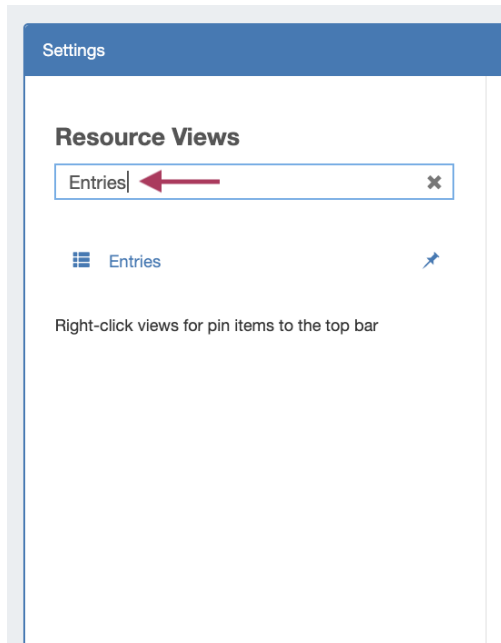 Settings
Resource Views
Entries
Entries
Right-click views for pin items to the top bar